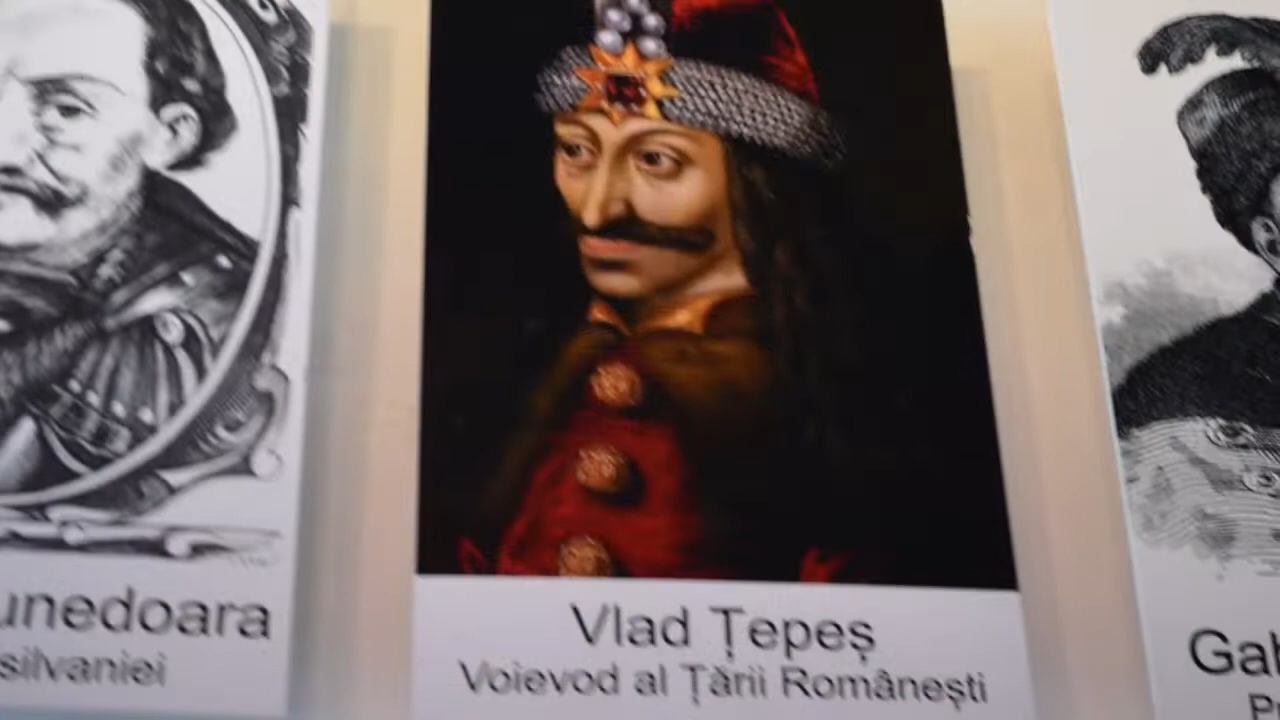 unedoara
silvaniei
Vlad Țepeș
Voievod al Țării Românești
Gab